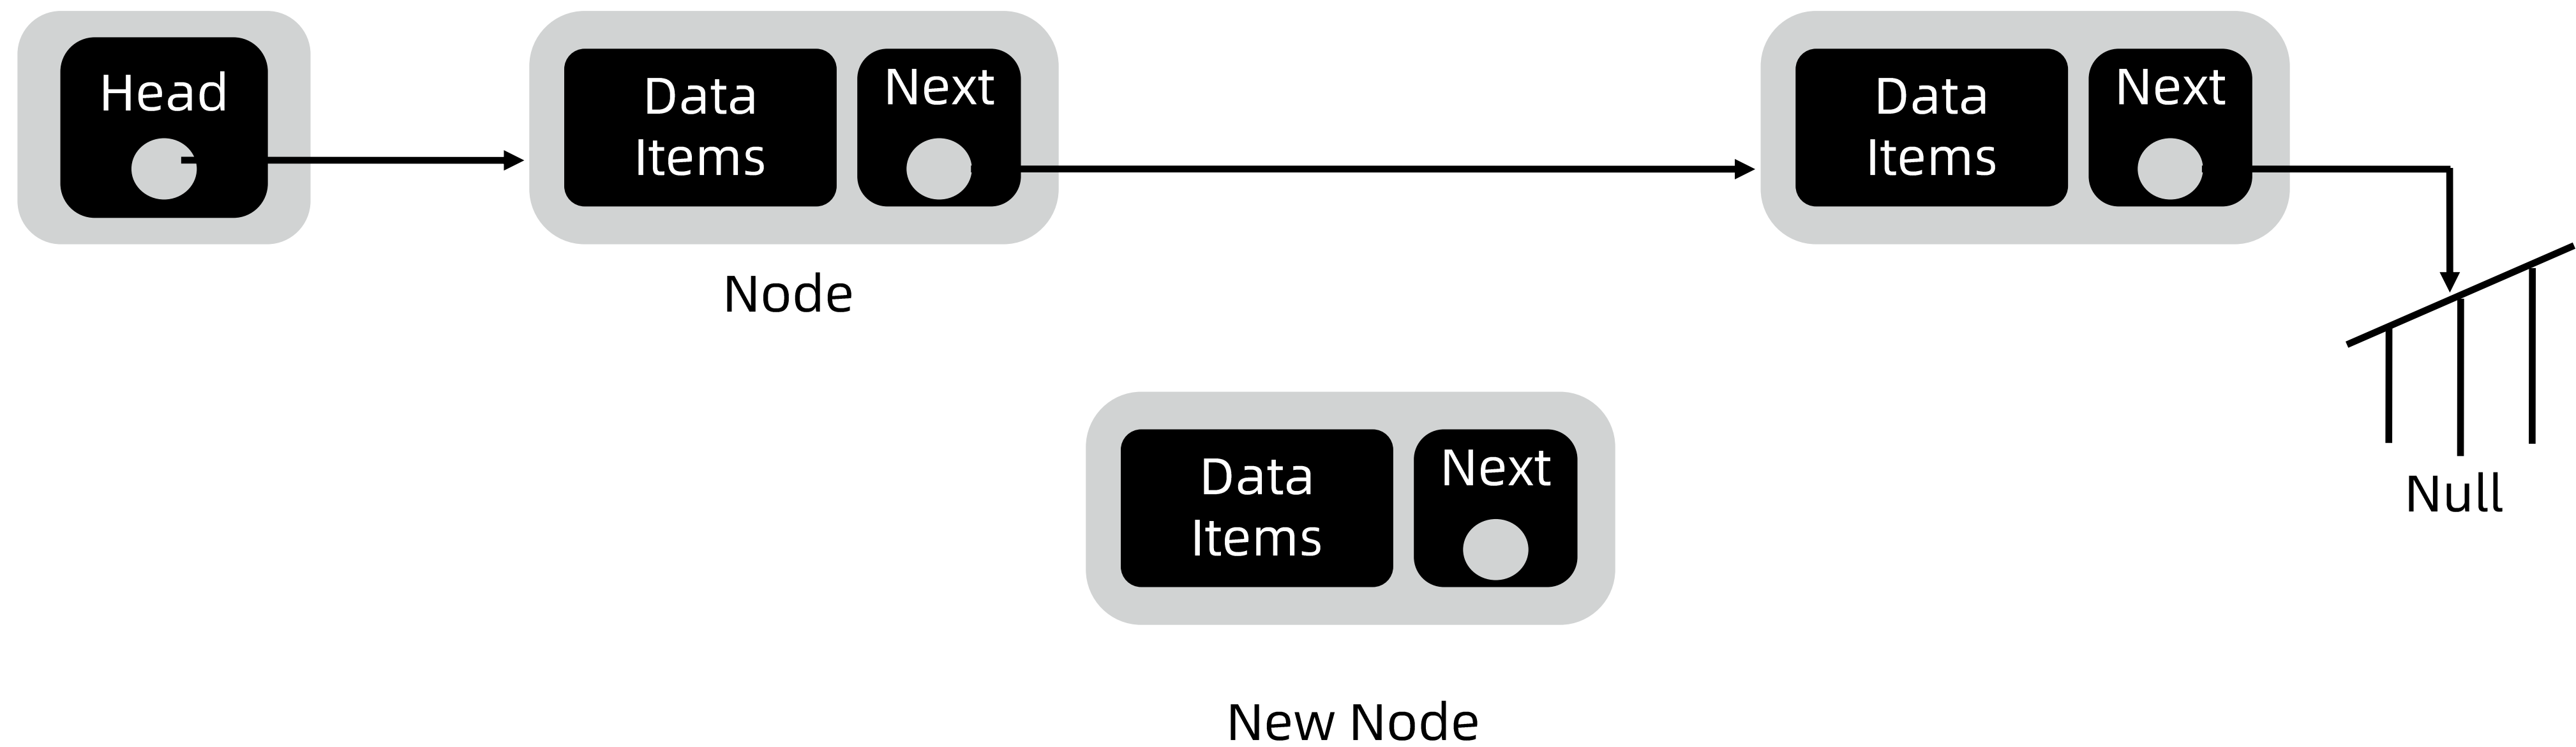 Head
Data
Items
Next
Data
Items
Next
Node
Data
Items
Next
Null
New Node